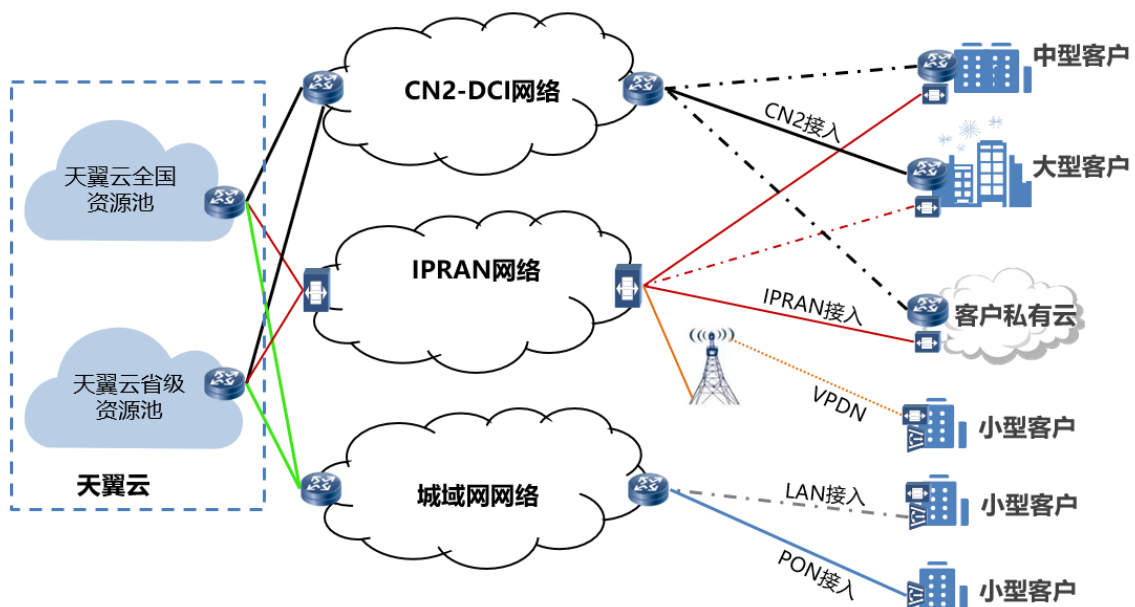 中型客户
CN2-DCI网络
CN2接入
大型客户
天翼云全国
资源池
IPRAN网络
IPRAN接入
客户私有云
天翼云省级
资源池
VPDN
小型客户
天翼云
城域网网络
LAN接入
小型客户
PON接入
小型客户